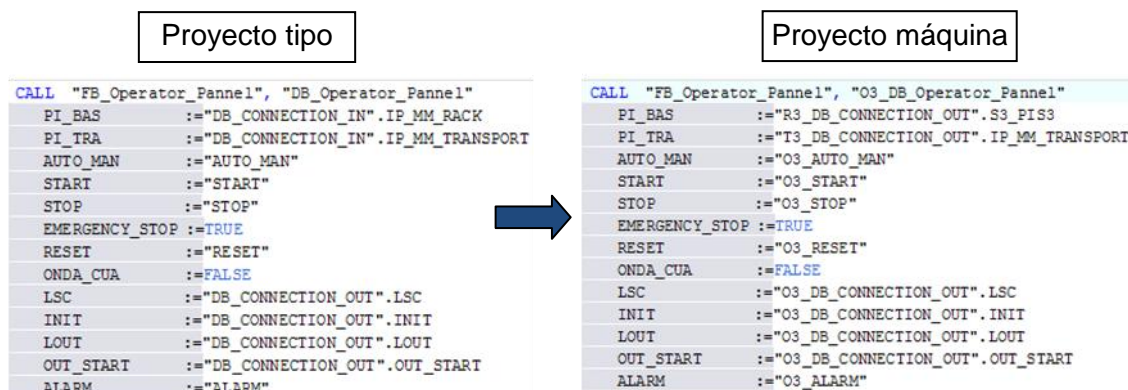 Proyecto tipo
CALL "FB_Operator_Pannel", "DB_Operator_Pannel"
PI_BAS :="DB_CONNECTION_IN".IP_MM_RACK
PI_TRA :="DB_CONNECTION_IN".IP_MM_TRANSPORT
AUTO_MAN :="AUTO_MAN"
START :="START"
STOP :="STOP"
EMERGENCY_STOP :=TRUE
RESET :="RESET"
ONDA_CUA :=FALSE
LSC :="DB_CONNECTION_OUT".LSC
INIT :="DB_CONNECTION_OUT".INIT
LOUT :="DB_CONNECTION_OUT".LOUT
OUT_START :="DB_CONNECTION_OUT".OUT_START
ALARM :="ALARM"
Proyecto máquina
CALL "FB_Operator_Pannel", "O3_DB_Operator_Pannel"
PI_BAS :="R3_DB_CONNECTION_OUT".S3_PIS3
PI_TRA :="T3_DB_CONNECTION_OUT".IP_MM_TRANSPORT
AUTO_MAN :="O3_AUTO_MAN"
START :="O3_START"
STOP :="O3_STOP"
EMERGENCY_STOP :=TRUE
RESET :="O3_RESET"
ONDA_CUA :=FALSE
LSC :="O3_DB_CONNECTION_OUT".LSC
INIT :="O3_DB_CONNECTION_OUT".INIT
LOUT :="O3_DB_CONNECTION_OUT".LOUT
OUT_START :="O3_DB_CONNECTION_OUT".OUT_START
ALARM :="O3_ALARM"